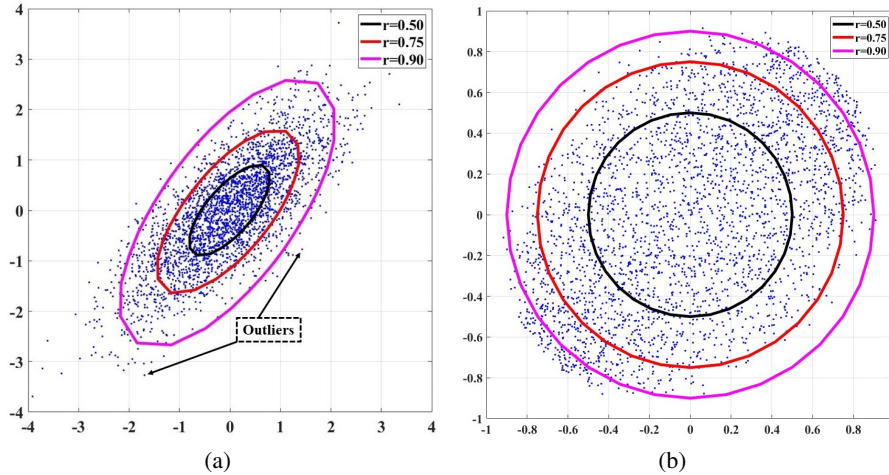 4
3
2
1
0
-1
-2
-3
-4
-4 -3 -2 -1 0 1 2 3 4
r=0.50
r=0.75
r=0.90
Outliers
(a)
1
0.8
0.6
0.4
0.2
0
-0.2
-0.4
-0.6
-0.8
-1
-1 -0.8 -0.6 -0.4 -0.2 0 0.2 0.4 0.6 0.8
r=0.50
r=0.75
r=0.90
(b)